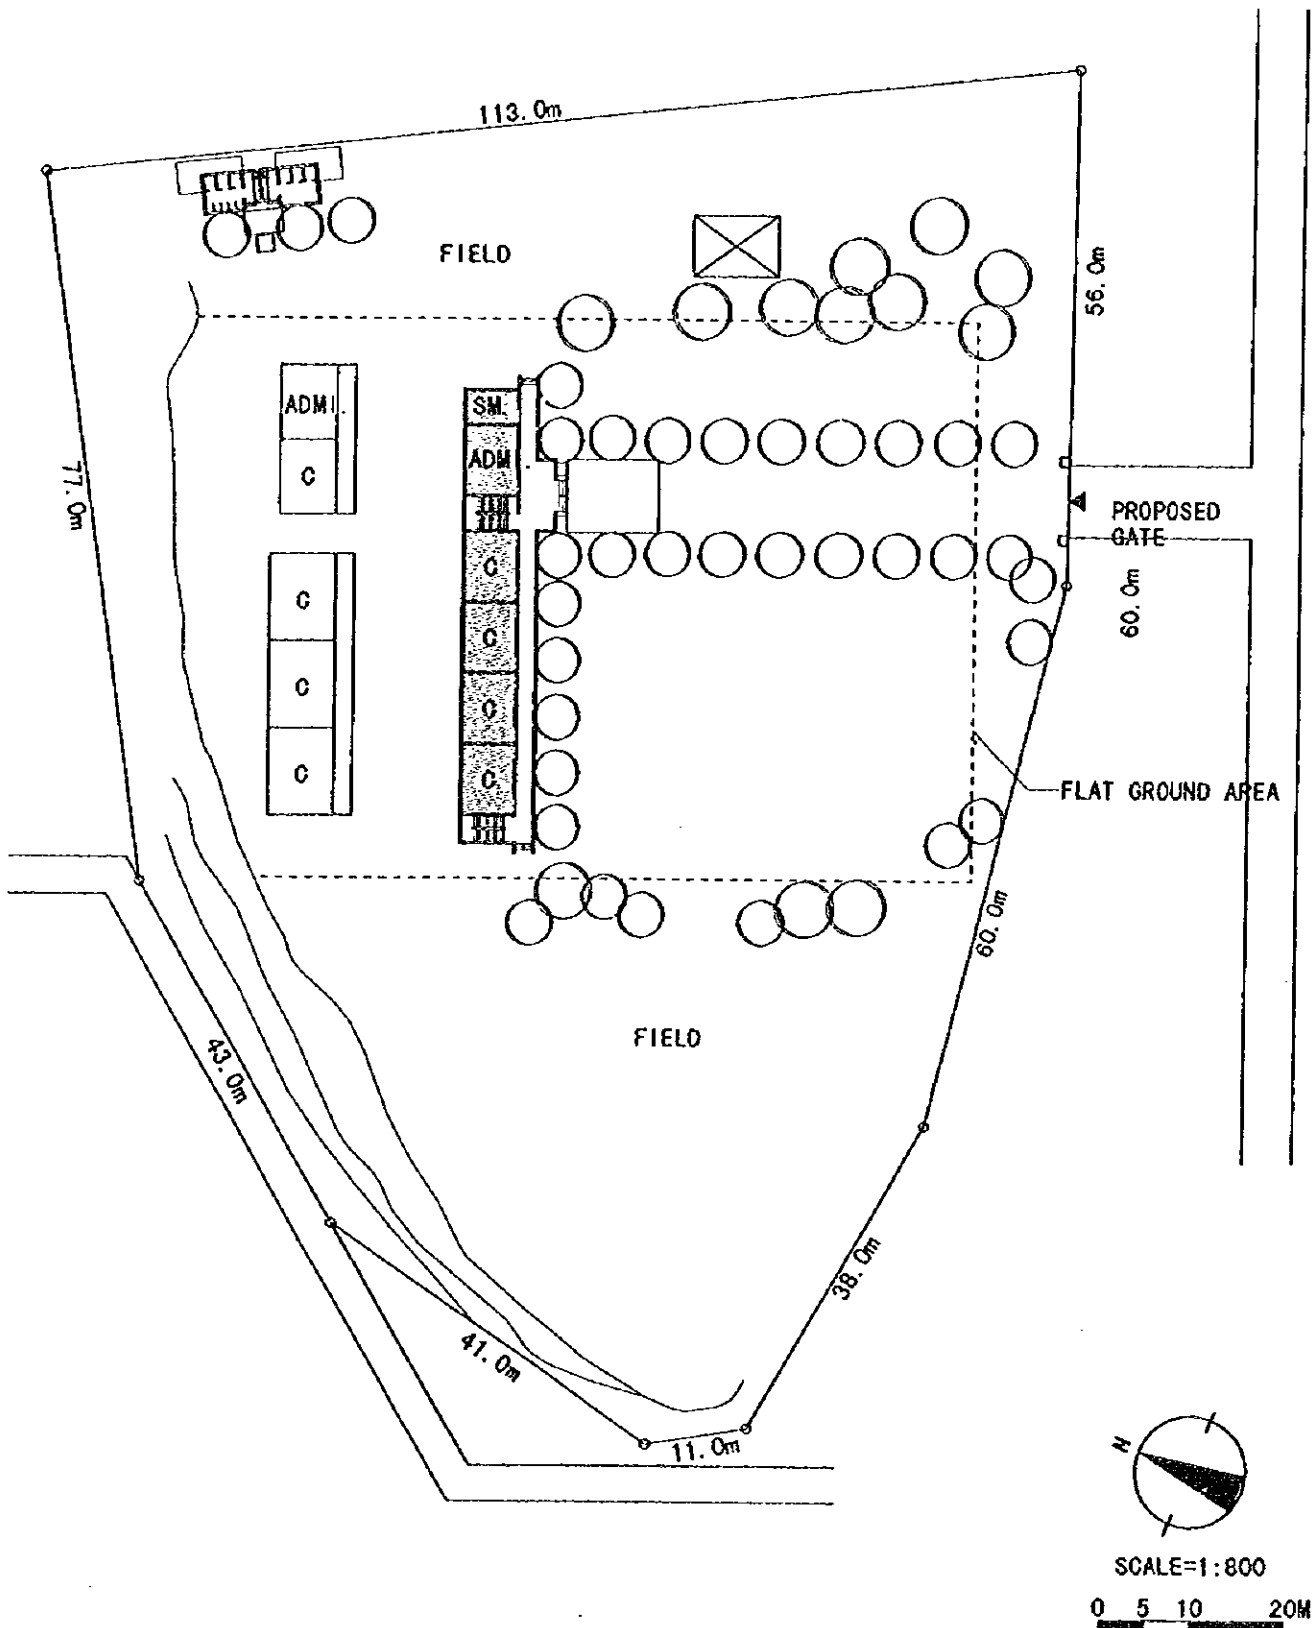 113.0m
FIELD
56.0m
ADMI.
SM.
ADM.
C
77.0m
PROPOSED
GATE
C
C
60.0m
C
C
C
C
C
FLAT GROUND AREA
60.0m
FIELD
43.0m
38.0m
41.0m
11.0m
N
SCALE=1:800
0 5 10 20M